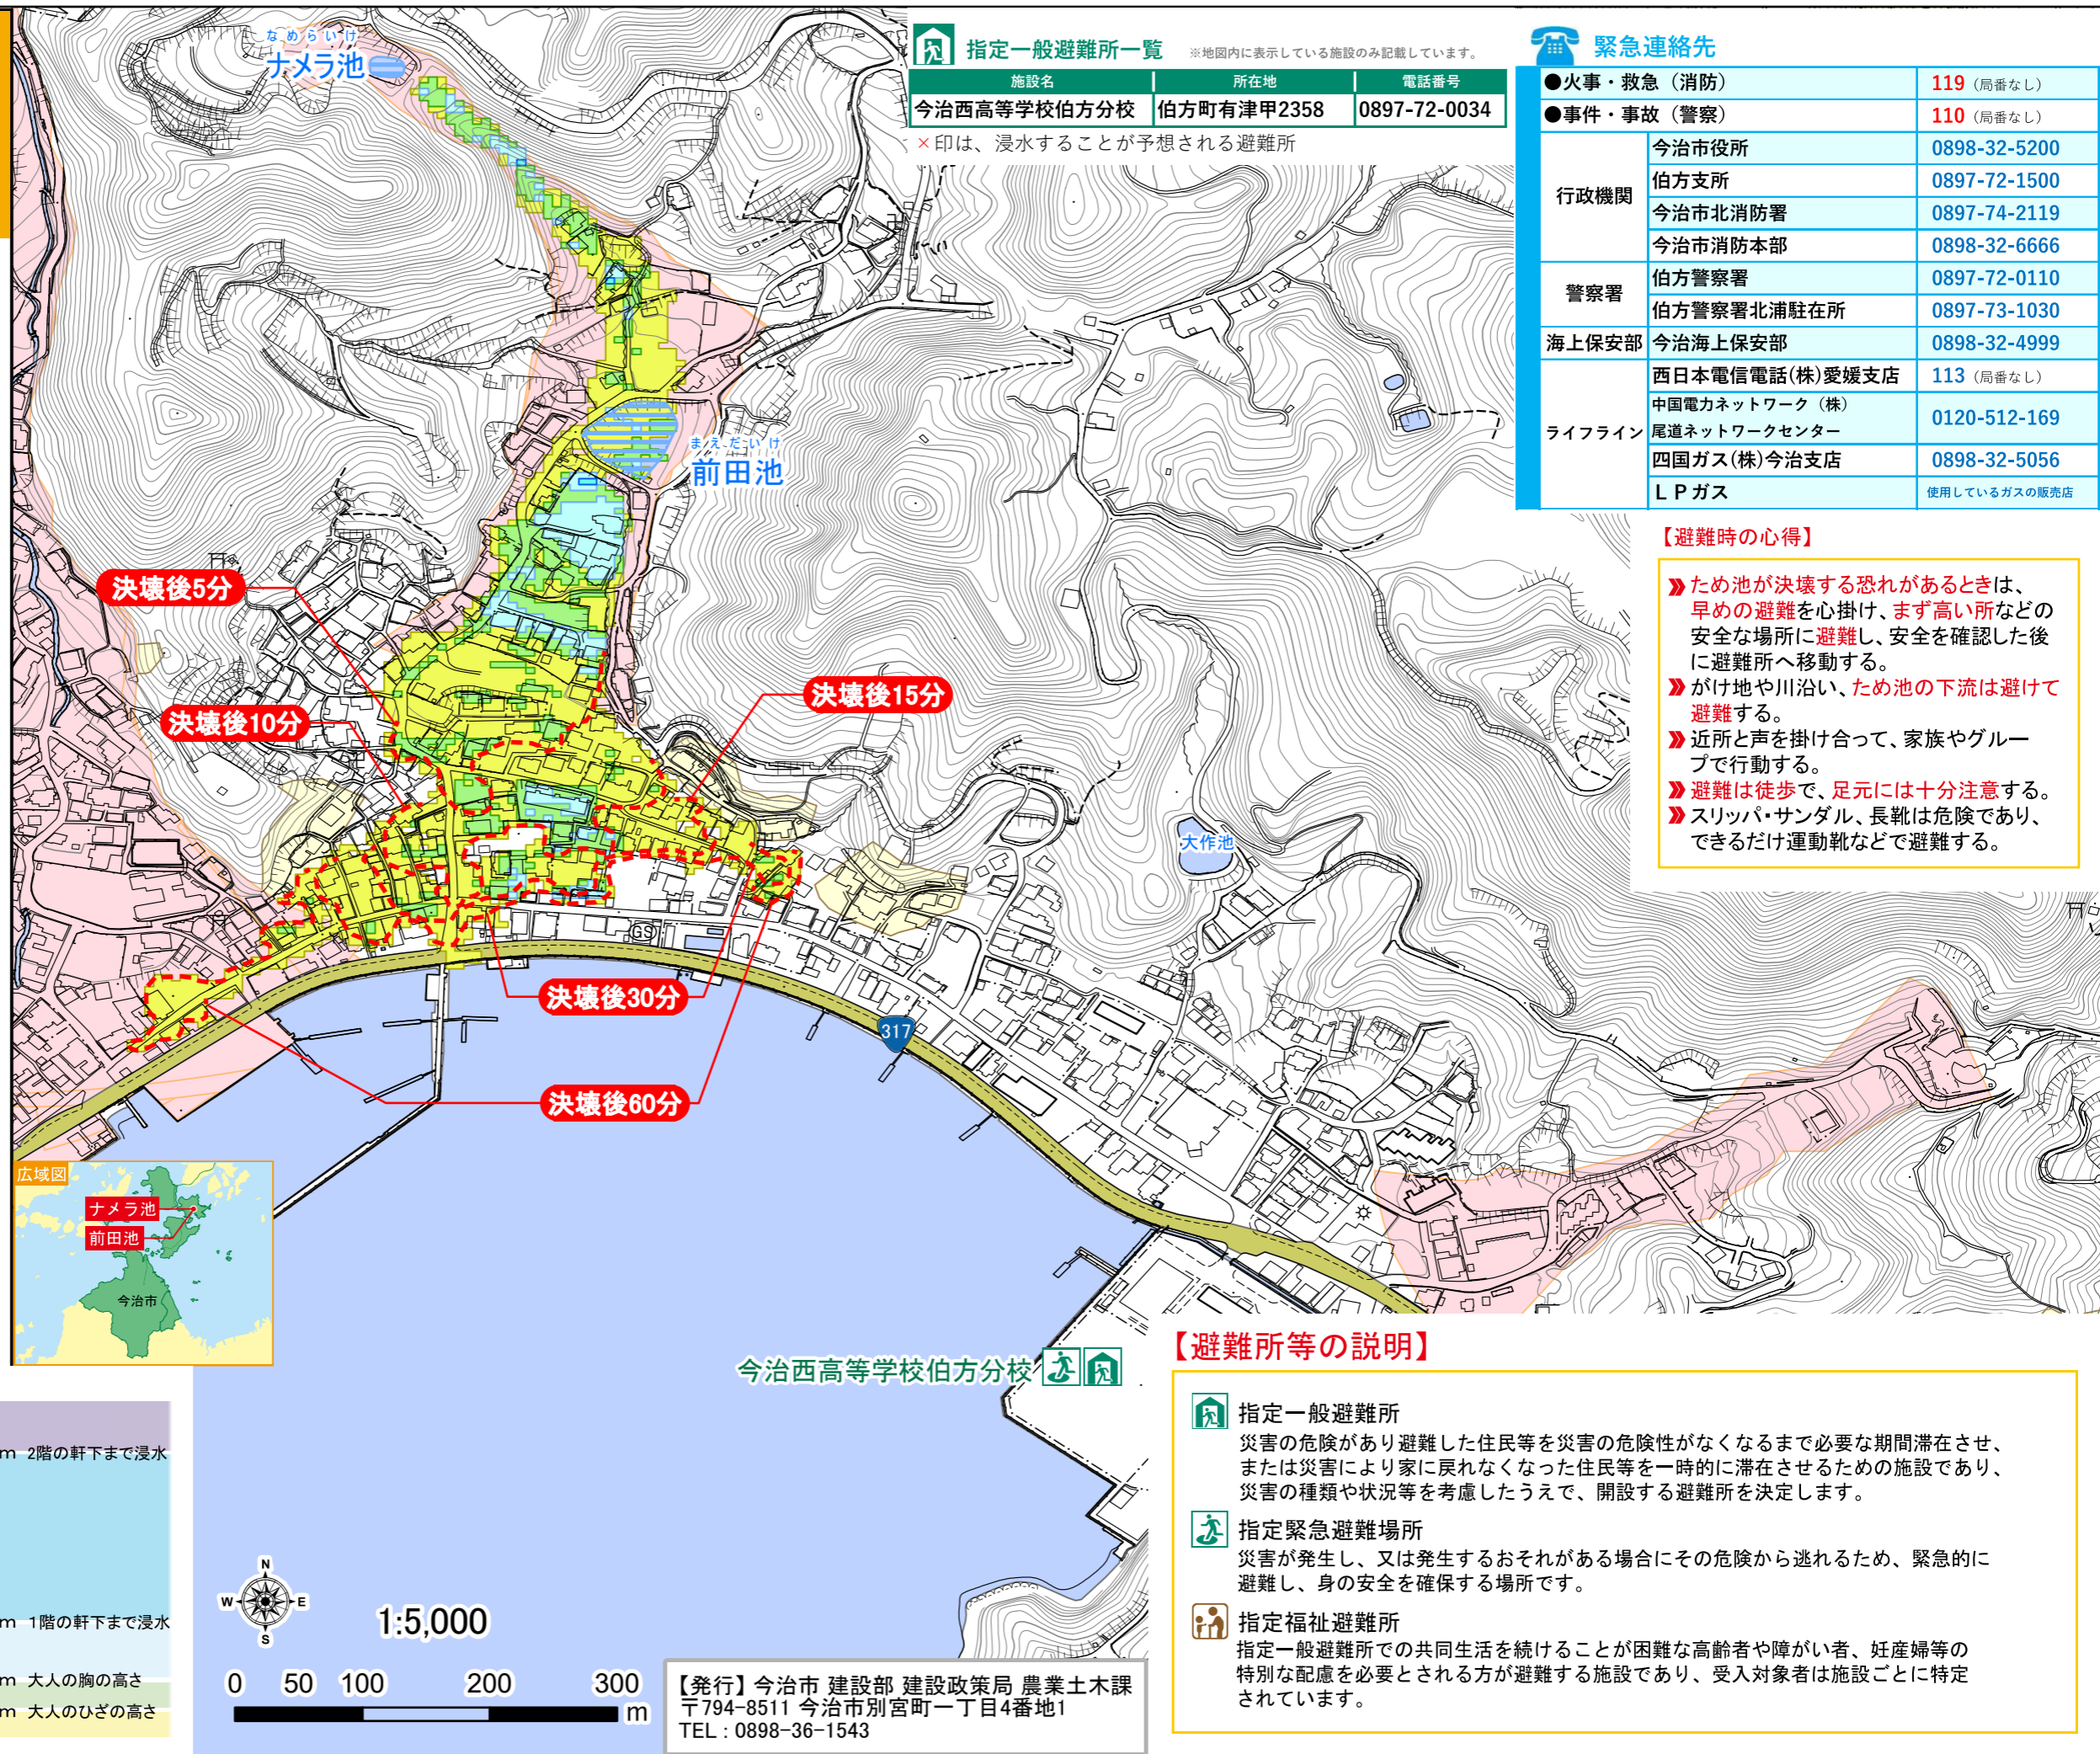 なめらいけ
ナメラ池
指定一般避難所一覧 ※地図内に表示している施設のみ記載しています。
施設名 所在地 電話番号
今治西高等学校伯方分校 伯方町有津甲2358 0897-72-0034
×印は、浸水することが予想される避難所
緊急連絡先
●火事・救急（消防） 119（局番なし）
●事件・事故（警察） 110（局番なし）
行政機関
今治市役所 0898-32-5200
伯方支所 0897-72-1500
今治市北消防署 0897-74-2119
今治市消防本部 0898-32-6666
警察署
伯方警察署 0897-72-0110
伯方警察署北浦駐在所 0897-73-1030
海上保安部 今治海上保安部 0898-32-4999
ライフライン
西日本電信電話(株)愛媛支店 113（局番なし）
中国電力ネットワーク（株）
尾道ネットワークセンター 0120-512-169
四国ガス(株)今治支店 0898-32-5056
ＬＰガス 使用しているガスの販売店
まえだいけ
前田池
【避難時の心得】
ため池が決壊する恐れがあるときは、
早めの避難を心掛け、まず高い所などの
安全な場所に避難し、安全を確認した後
に避難所へ移動する。
がけ地や川沿い、ため池の下流は避けて
避難する。
近所と声を掛け合って、家族やグルー
プで行動する。
避難は徒歩で、足元には十分注意する。
スリッパ・サンダル、長靴は危険であり、
できるだけ運動靴などで避難する。
決壊後5分
決壊後10分
決壊後15分
大作池
GS
決壊後30分
317
決壊後60分
広域図
ナメラ池
前田池
今治市
今治西高等学校伯方分校
m 2階の軒下まで浸水
m 1階の軒下まで浸水
m 大人の胸の高さ
m 大人のひざの高さ
N
W E
S
1:5,000
0 50 100 200 300
m
【発行】今治市 建設部 建設政策局 農業土木課
〒794-8511 今治市別宮町一丁目4番地1
TEL：0898-36-1543
【避難所等の説明】
指定一般避難所
災害の危険があり避難した住民等を災害の危険性がなくなるまで必要な期間滞在させ、
または災害により家に戻れなくなった住民等を一時的に滞在させるための施設であり、
災害の種類や状況等を考慮したうえで、開設する避難所を決定します。
指定緊急避難場所
災害が発生し、又は発生するおそれがある場合にその危険から逃れるため、緊急的に
避難し、身の安全を確保する場所です。
指定福祉避難所
指定一般避難所での共同生活を続けることが困難な高齢者や障がい者、妊産婦等の
特別な配慮を必要とされる方が避難する施設であり、受入対象者は施設ごとに特定
されています。